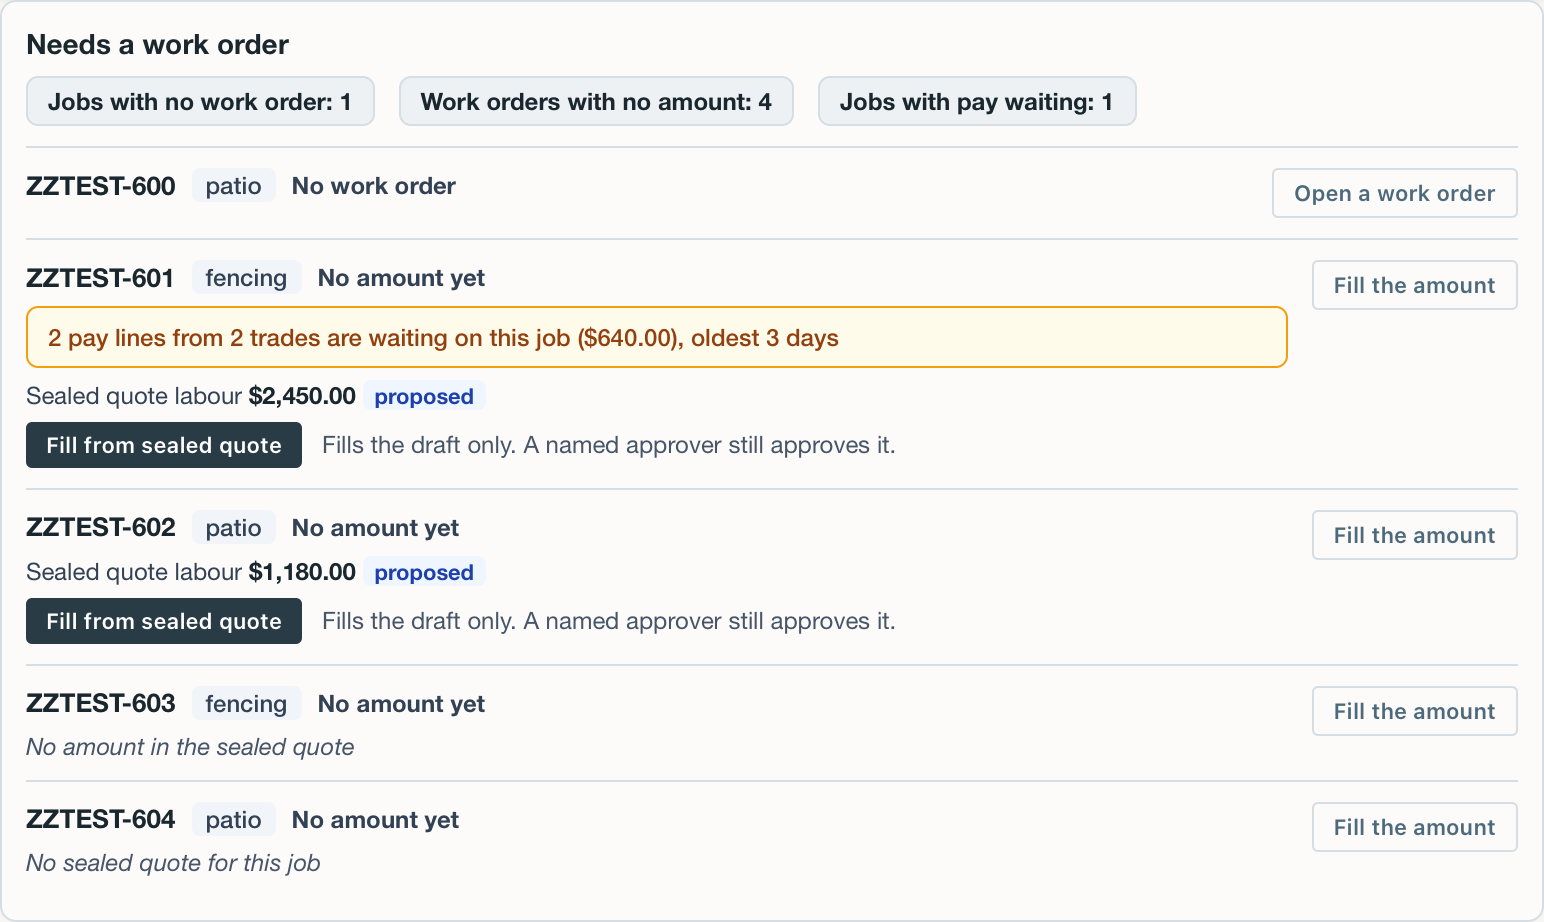 Needs a work order
Jobs with no work order: 1 Work orders with no amount: 4 Jobs with pay waiting: 1
ZZTEST-600 patio No work order Open a work order
ZZTEST-601 fencing No amount yet Fill the amount
2 pay lines from 2 trades are waiting on this job ($640.00), oldest 3 days
Sealed quote labour $2,450.00 proposed
Fill from sealed quote Fills the draft only. A named approver still approves it.
ZZTEST-602 patio No amount yet Fill the amount
Sealed quote labour $1,180.00 proposed
Fill from sealed quote Fills the draft only. A named approver still approves it.
ZZTEST-603 fencing No amount yet Fill the amount
No amount in the sealed quote
ZZTEST-604 patio No amount yet Fill the amount
No sealed quote for this job